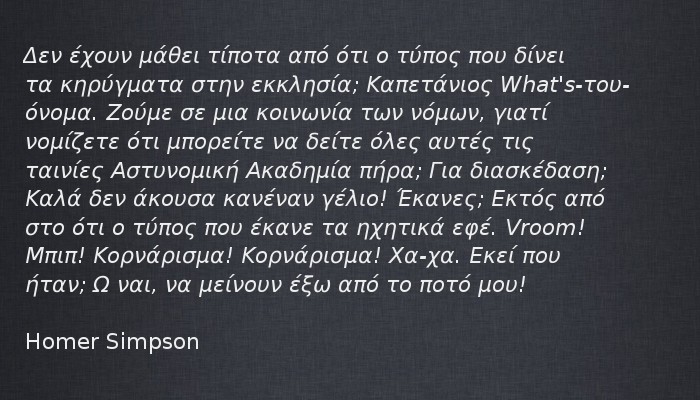 Δεν έχουν μάθει τίποτα από ότι ο τύπος που δίνει
τα κηρύγματα στην εκκλησία; Καπετάνιος What's-του-
όνομα. Ζούμε σε μια κοινωνία των νόμων, γιατί
νομίζετε ότι μπορείτε να δείτε όλες αυτές τις
ταινίες Αστυνομική Ακαδημία πήρα; Για διασκέδαση;
Καλά δεν άκουσα κανέναν γέλιο! Έκανες; Εκτός από
στο ότι ο τύπος που έκανε τα ηχητικά εφέ. Vroom!
Μπιπ! Κορνάρισμα! Κορνάρισμα! Χα-χα. Εκεί που
ήταν; Ω ναι, να μείνουν έξω από το ποτό μου!
Homer Simpson